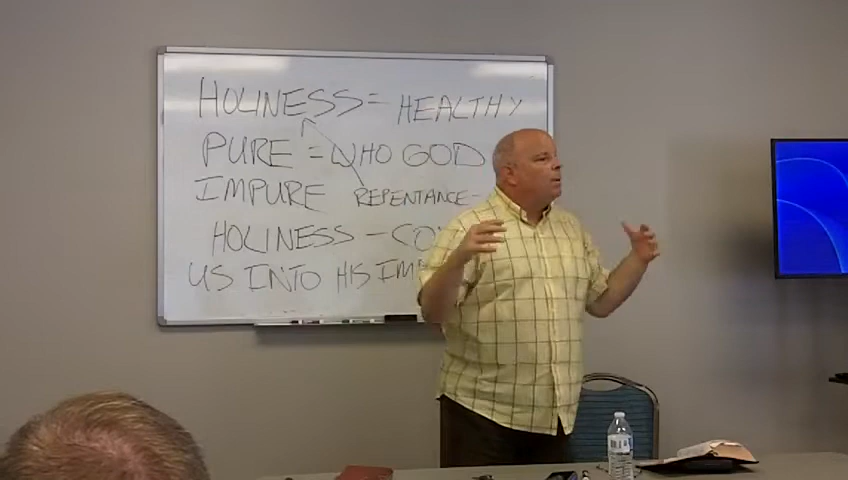 HOLINESS = HEALTHY
PURE = WHO GOD
IMPURE REPENTANCE -
HOLINESS -
US INTO HIS